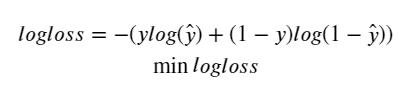 logloss = −(ylog(ŷ) + (1 − y)log(1 − ŷ))
min logloss